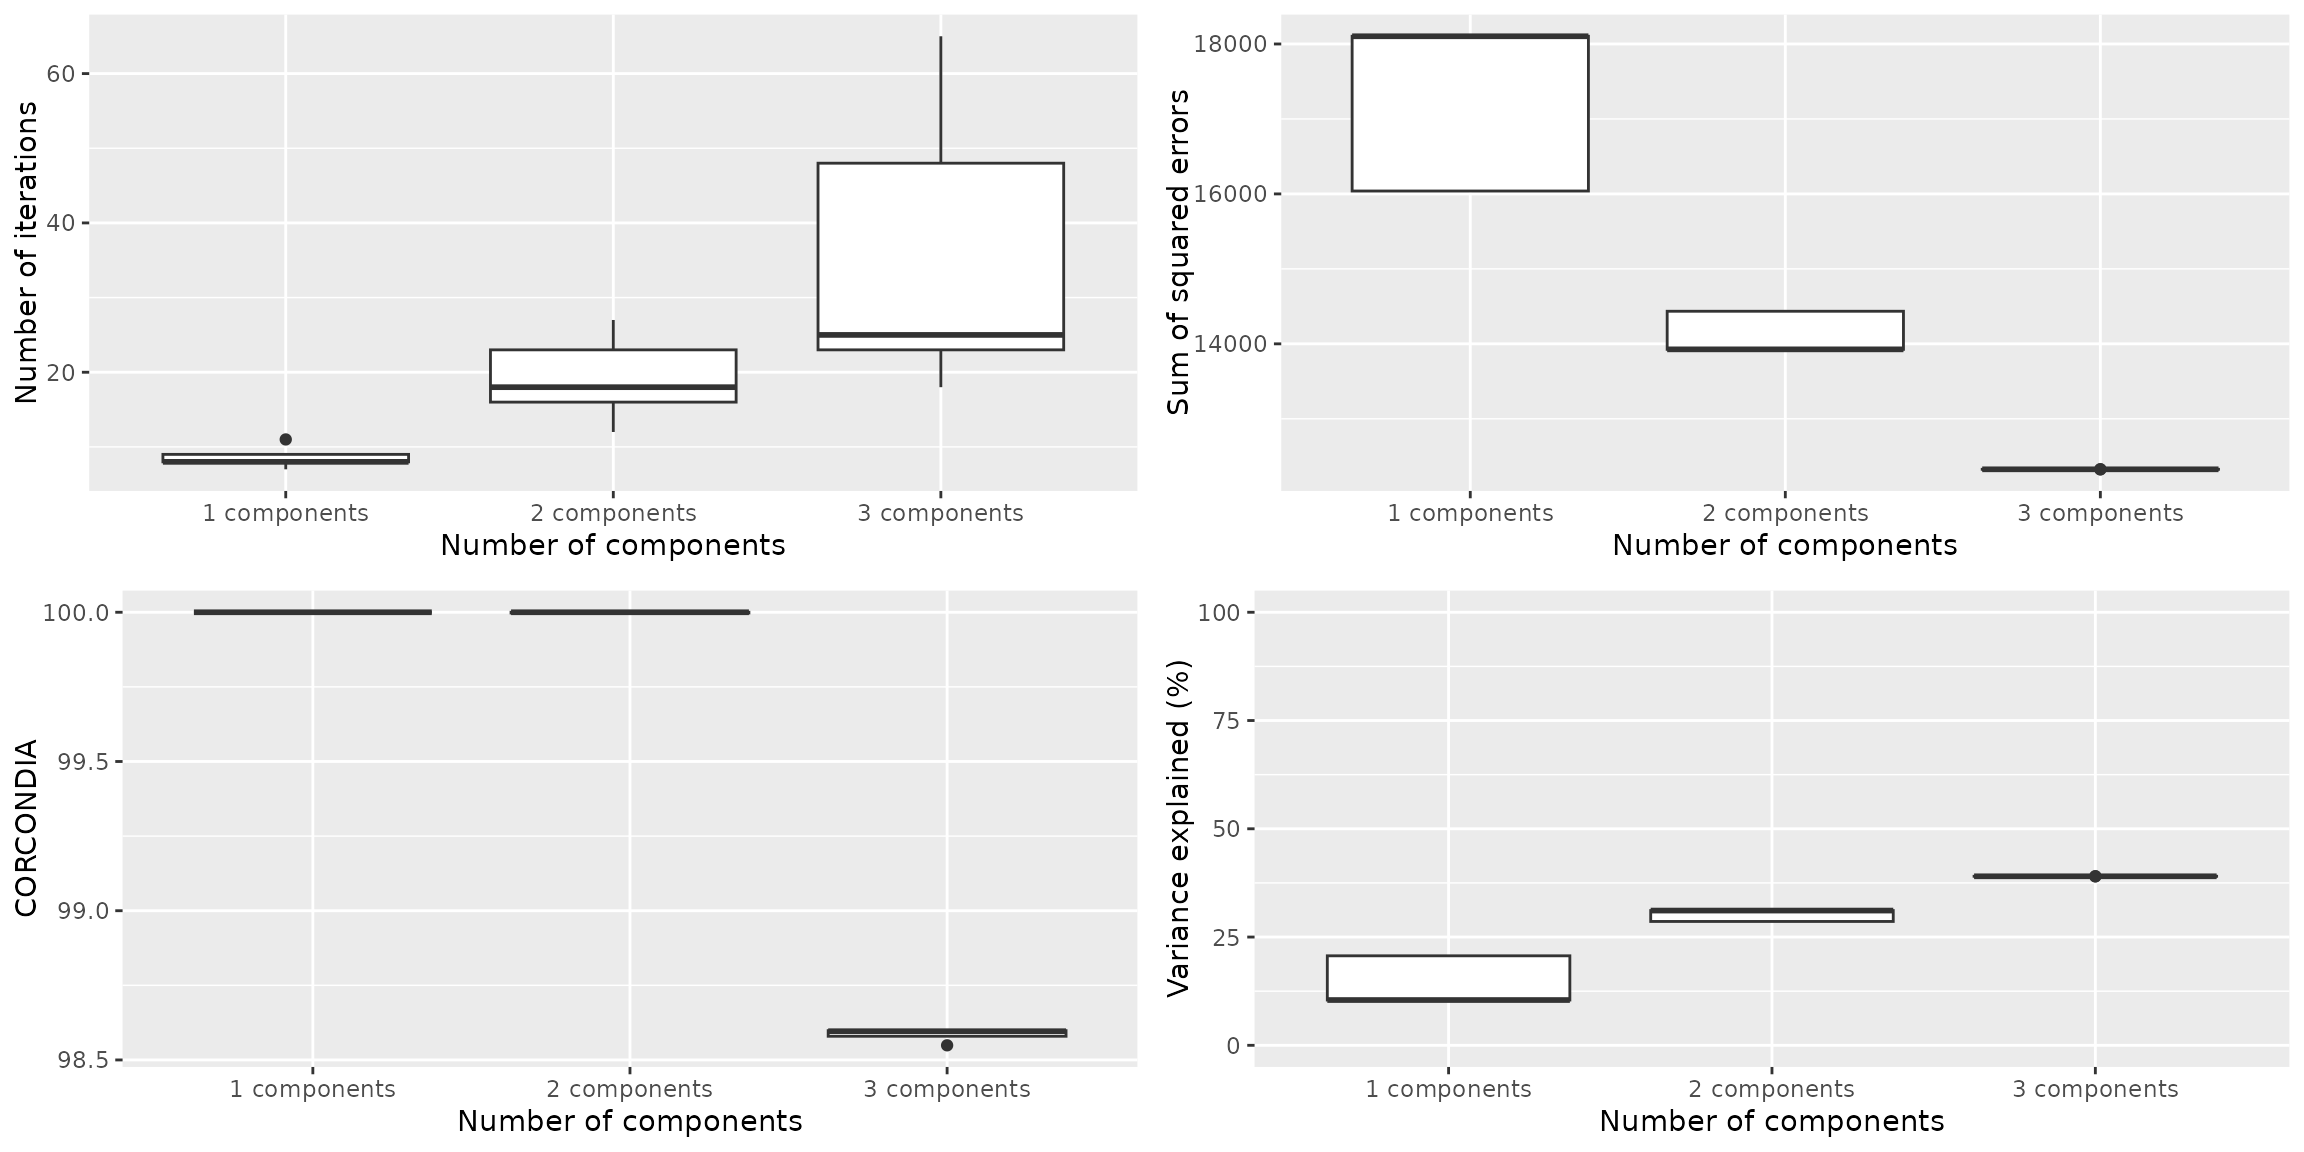 Number of iterations
60
40
20
1 components
2 components
3 components
Number of components
Sum of squared errors
18000
16000
14000
1 components
2 components
3 components
Number of components
CORCONDIA
100.0
99.5
99.0
98.5
1 components
2 components
3 components
Number of components
Variance explained (%)
100
75
50
25
0
1 components
2 components
3 components
Number of components